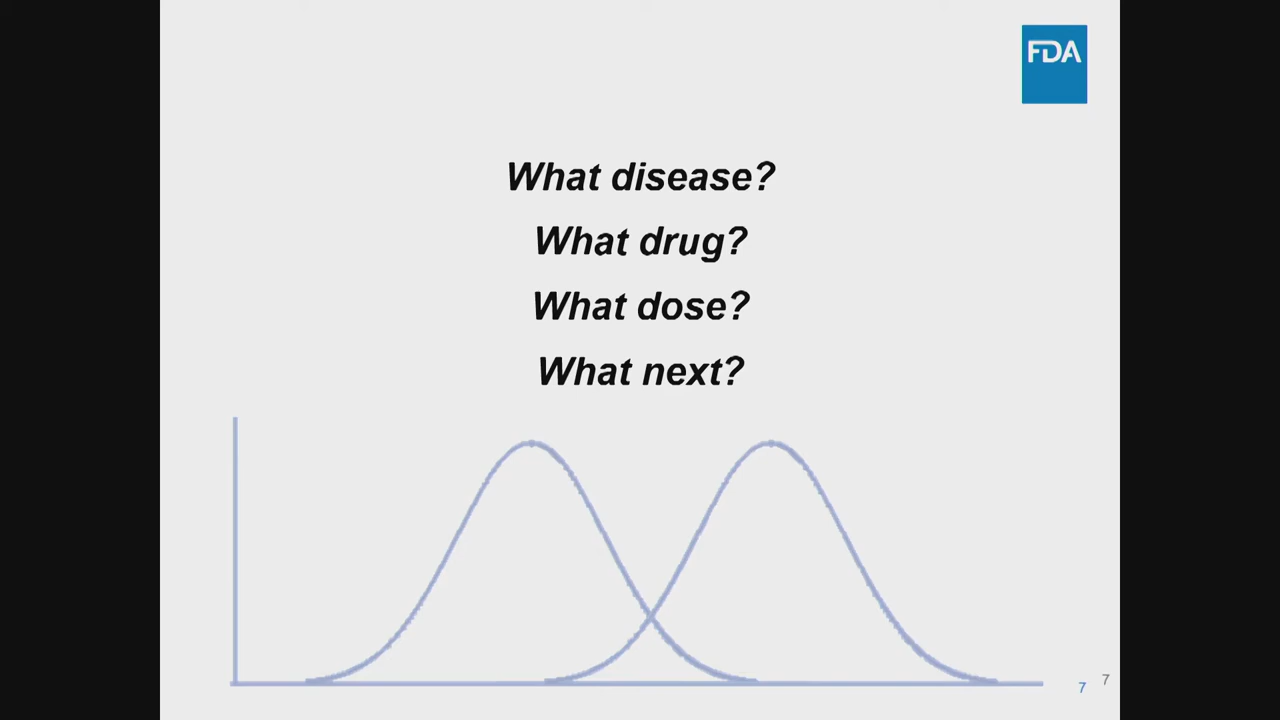 FDA
What disease?
What drug?
What dose?
What next?
7
7